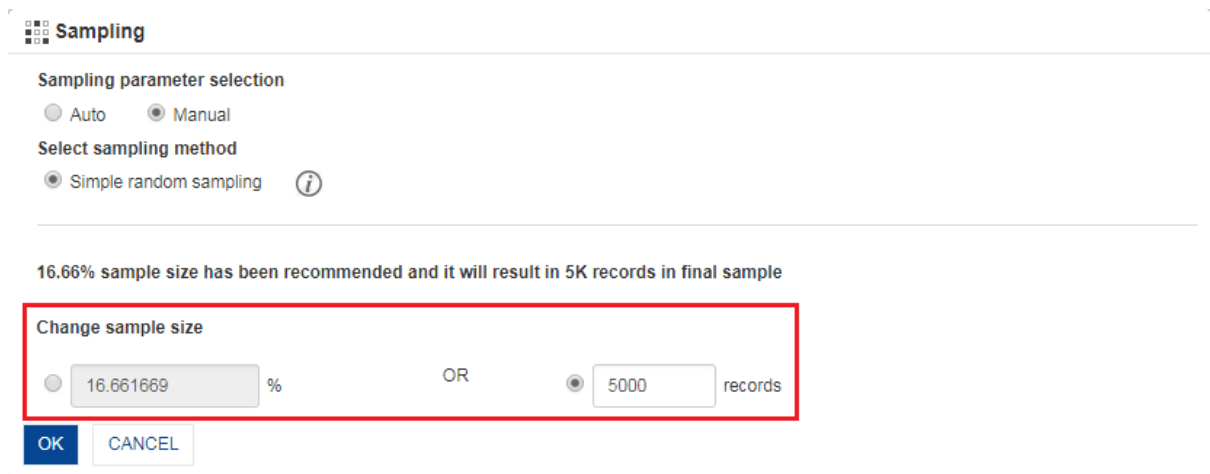 Sampling
Sampling parameter selection
Auto Manual
Select sampling method
Simple random sampling i
16.66% sample size has been recommended and it will result in 5K records in final sample
Change sample size
16.661669 % OR 5000 records
OK CANCEL